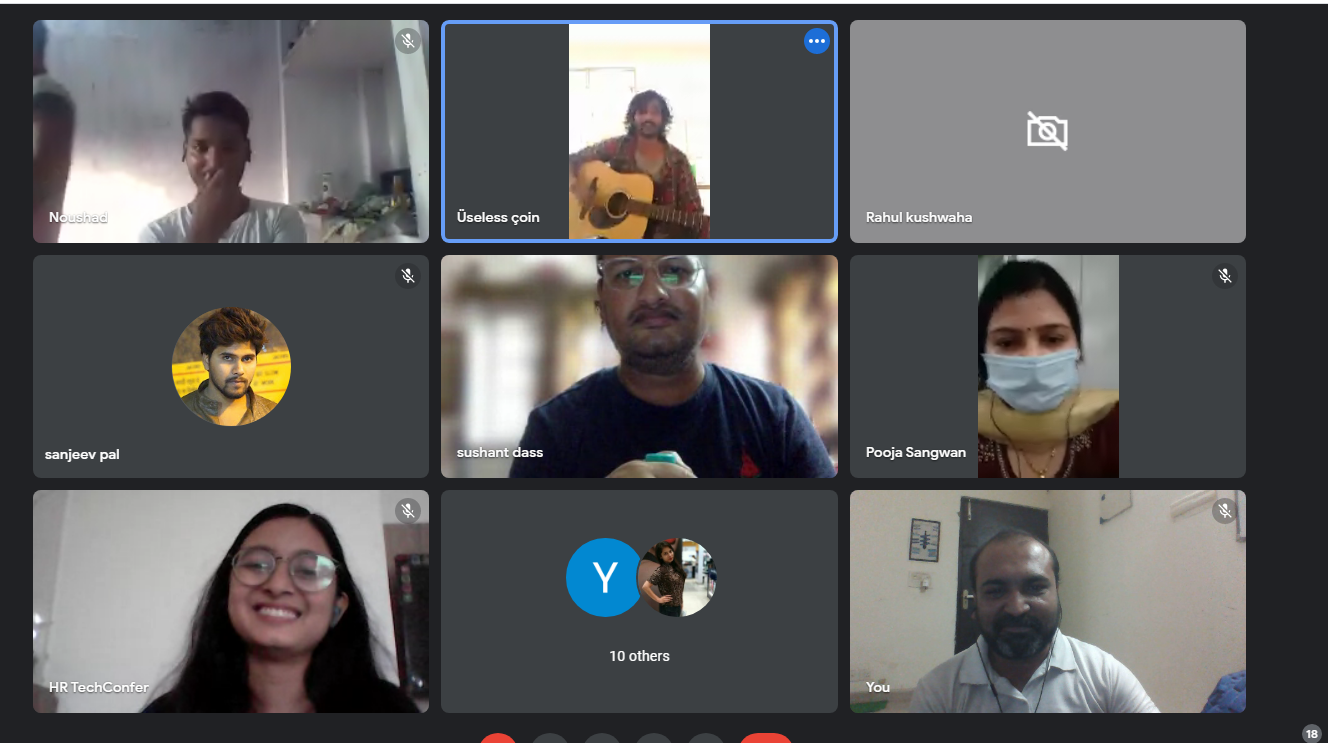 Noushad
Üseless çoin
Rahul kushwaha
sanjeev pal
sushant dass
Pooja Sangwan
HR TechConfer
Y
10 others
You
18